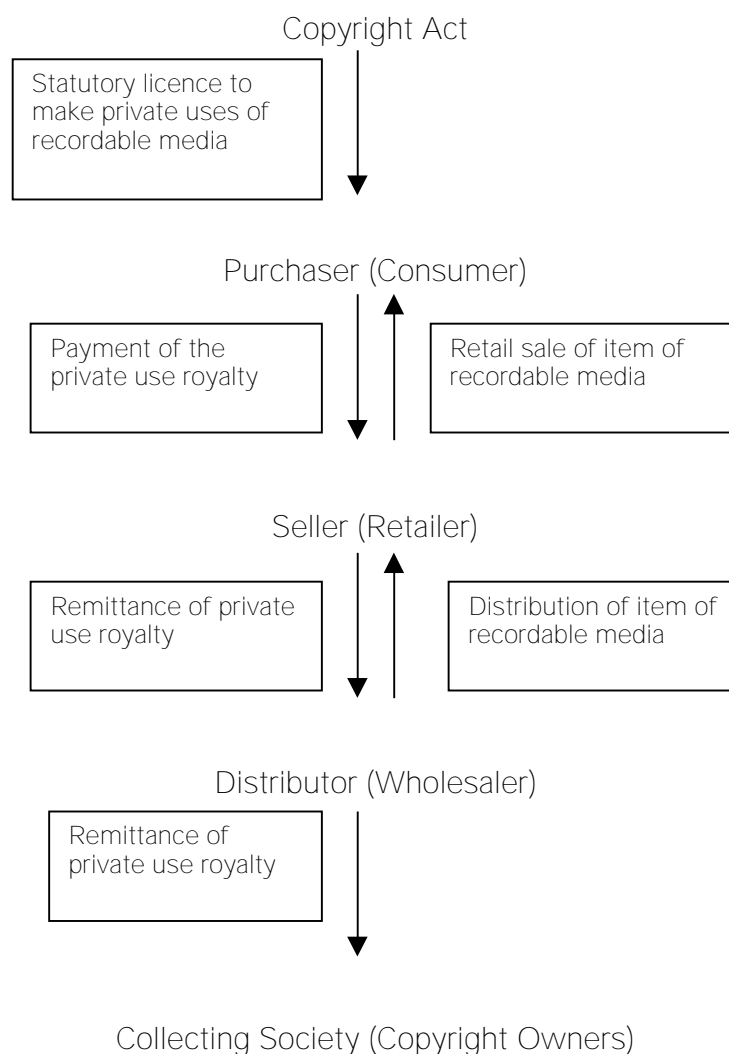 Copyright Act
Statutory licence to
make private uses of
recordable media
Purchaser (Consumer)
Payment of the
private use royalty
Retail sale of item of
recordable media
Seller (Retailer)
Remittance of private
use royalty
Distribution of item of
recordable media
Distributor (Wholesaler)
Remittance of
private use royalty
Collecting Society (Copyright Owners)